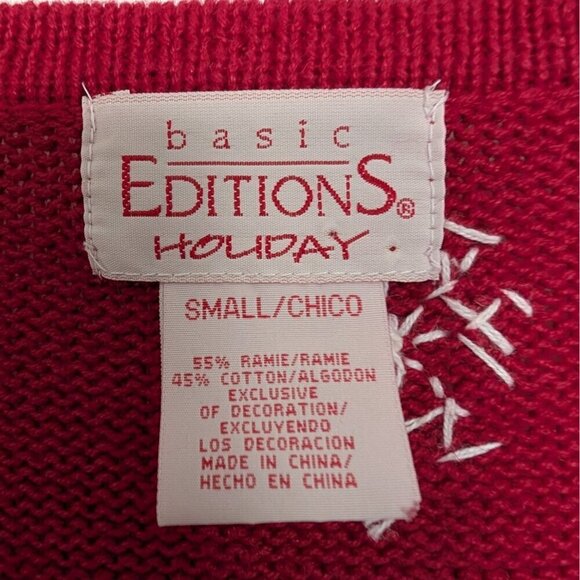 basic
EDITIONS®
HOLIDAY
SMALL/CHICO
55% RAMIE/RAMIE
45% COTTON/ALGODON
EXCLUSIVE
OF DECORATION/
EXCLUYENDO
LOS DECORACION
MADE IN CHINA/
HECHO EN CHINA